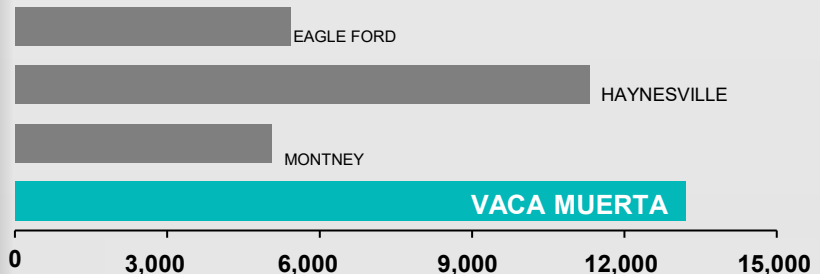 EAGLE FORD
HAYNESVILLE
MONTNEY
VACA MUERTA
0 3,000 6,000 9,000 12,000 15,000